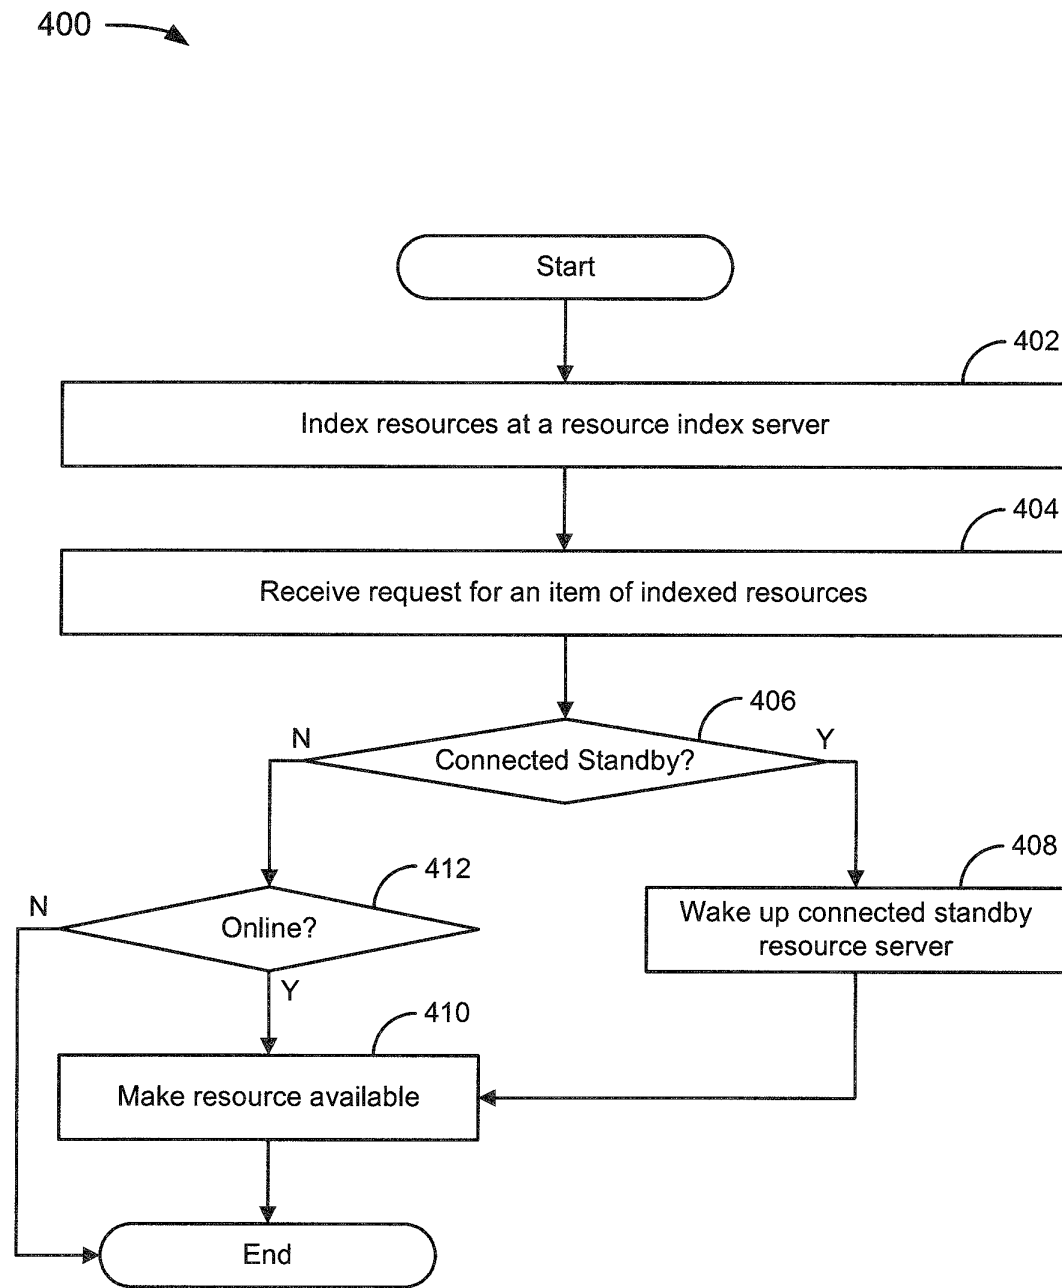 400
Start
402
Index resources at a resource index server
404
Receive request for an item of indexed resources
406
N
Connected Standby?
Y
412
408
N
Online?
Wake up connected standby
resource server
Y
410
Make resource available
End